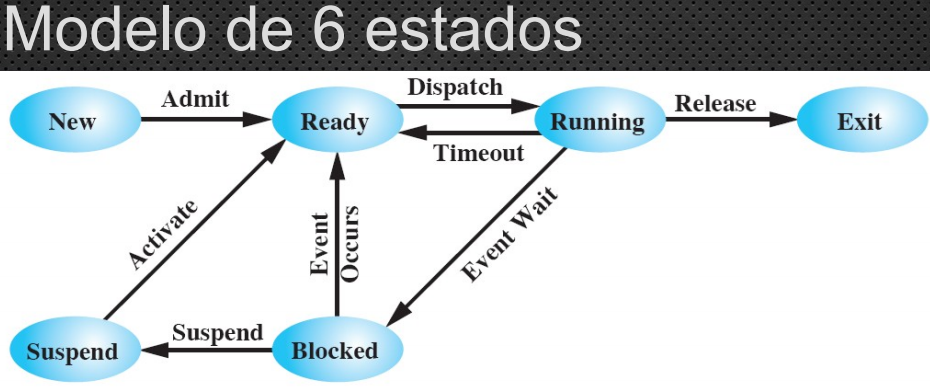 Modelo de 6 estados
New
Admit
Ready
Dispatch
Timeout
Running
Release
Exit
Activate
Event
Occurs
Event Wait
Suspend
Suspend
Blocked